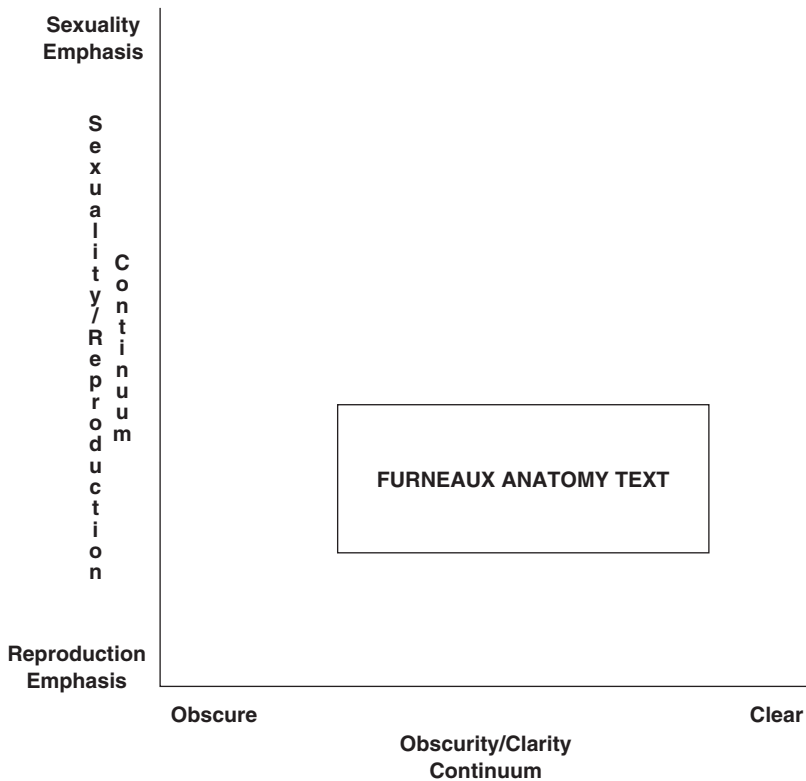 Sexuality
Emphasis
Sexuality/Reproduction
Continuum
FURNEAUX ANATOMY TEXT
Reproduction
Emphasis
Obscure
Clear
Obscurity/Clarity
Continuum